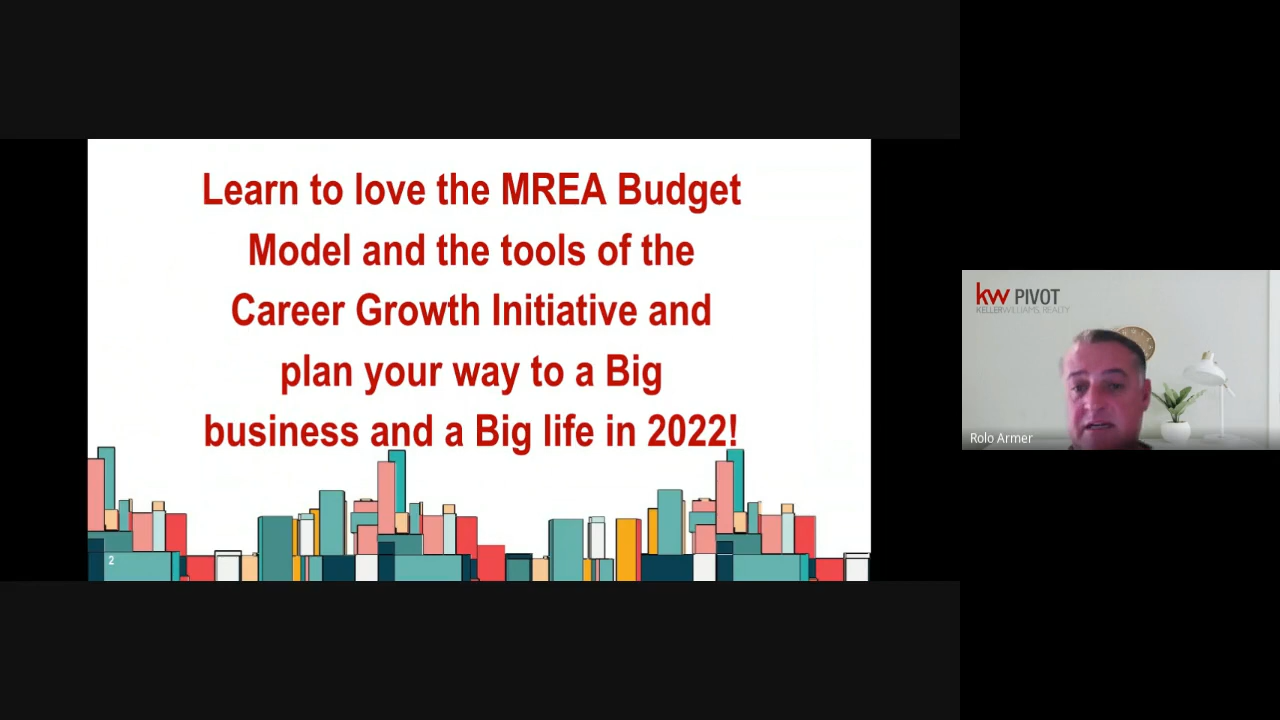 Learn to love the MREA Budget
Model and the tools of the
Career Growth Initiative and
plan your way to a Big
business and a Big life in 2022!
2
kw PIVOT
KELLERWILLIAMS. REALTY
Rolo Armer